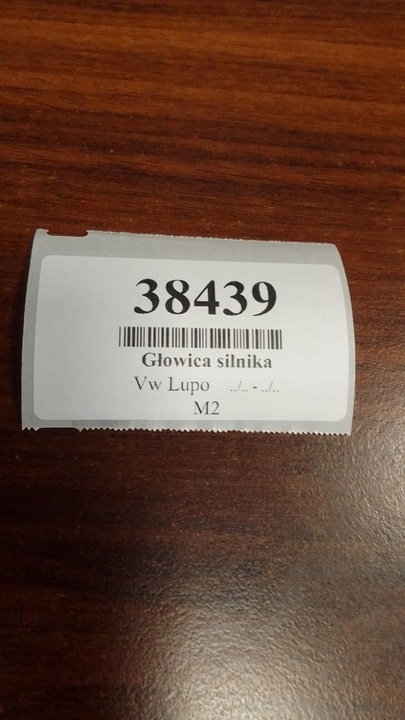 38439
Głowica silnika
Vw Lupo ../.. - ../..
M2